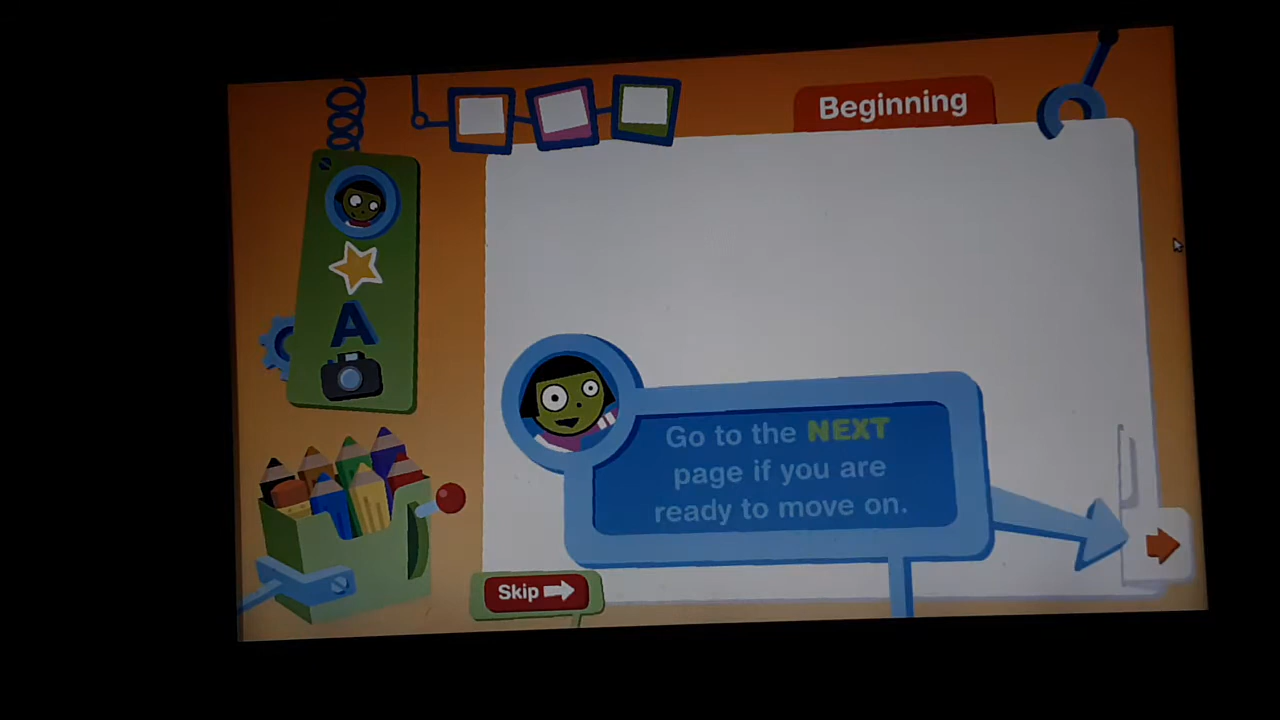 Beginning
A
Go to the NEXT
page if you are
ready to move on.
Skip